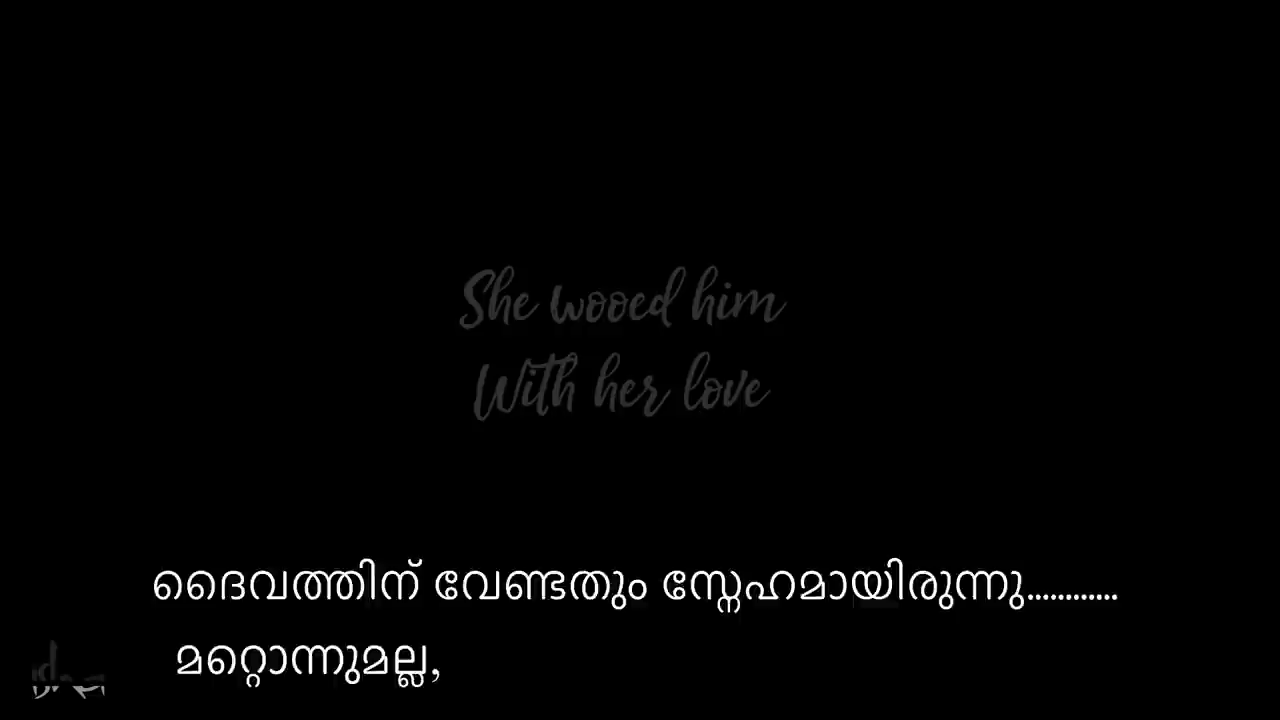 She wooed him
With her love
ദൈവത്തിന് വേണ്ടതും സ്നേഹമായിരുന്നു............
മറ്റൊന്നുമല്ല,